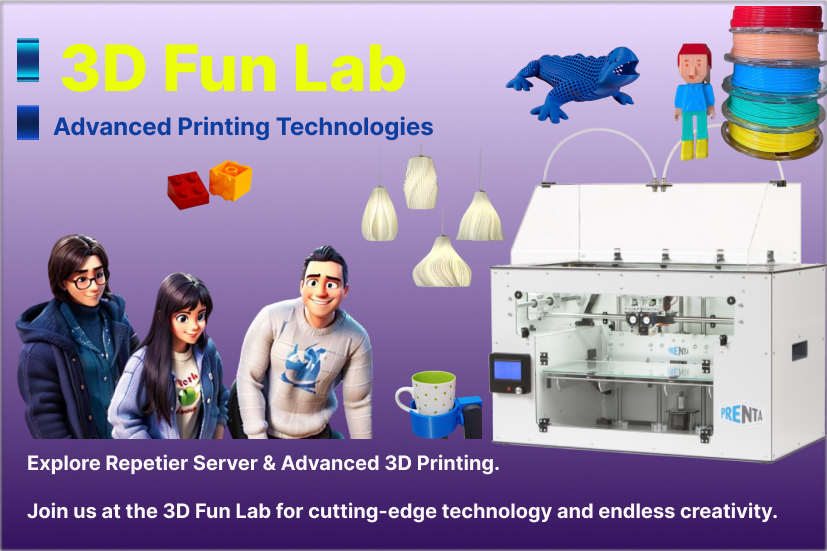 3D Fun Lab
Advanced Printing Technologies
PRENTA
PRENTA
Explore Repetier Server & Advanced 3D Printing.
Join us at the 3D Fun Lab for cutting-edge technology and endless creativity.